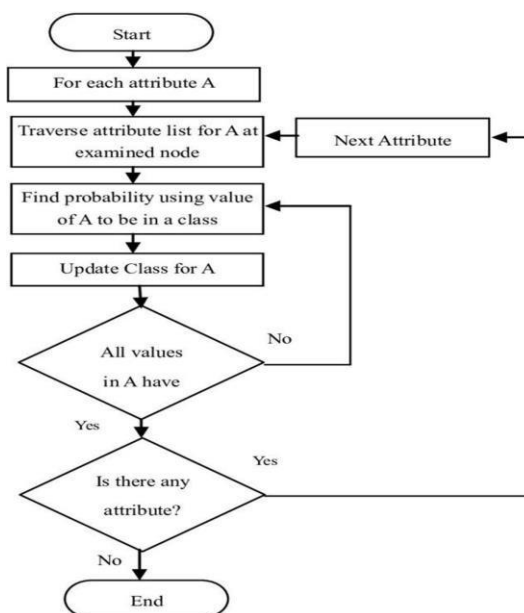 Start
For each attribute A
Traverse attribute list for A at
examined node
Next Attribute
Find probability using value
of A to be in a class
Update Class for A
All values
in A have
No
Yes
Is there any
attribute?
Yes
No
End